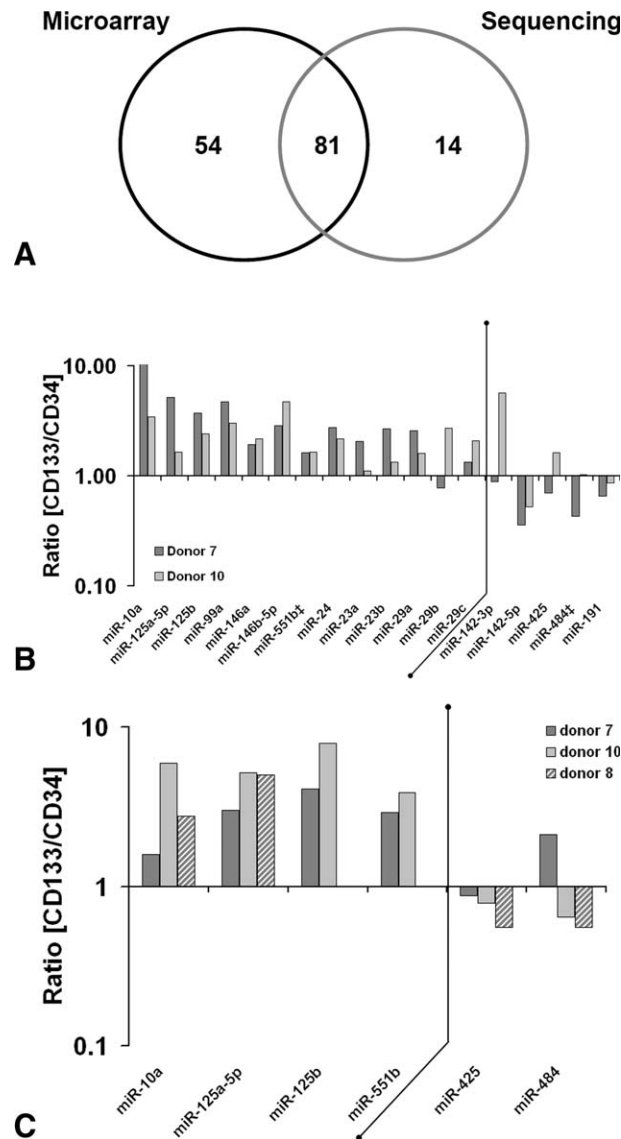 Microarray Sequencing
54 81 14
A
10.00
1.00
0.10
Ratio [CD133/CD34]
Donor 7
Donor 10
miR-10a
miR-125a-5p
miR-125b
miR-99a
miR-146a
miR-146b-5p
miR-551b‡
miR-24
miR-23a
miR-23b
miR-29a
miR-29b
miR-29c
miR-142-3p
miR-142-5p
miR-425
miR-484‡
miR-191
B
10
1
0.1
Ratio [CD133/CD34]
donor 7
donor 10
donor 8
miR-10a
miR-125a-5p
miR-125b
miR-551b
miR-425
miR-484
C